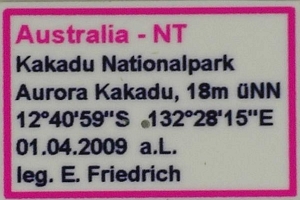 Australia - NT
Kakadu Nationalpark
Aurora Kakadu, 18m üNN
12°40'59"S 132°28'15"E
01.04.2009 a.L.
leg. E. Friedrich